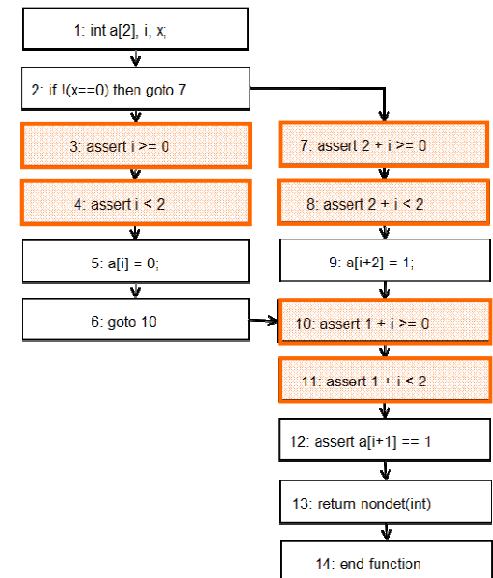 1: int a[2], i, x;
2: if !(x==0) then goto 7
3: assert i >= 0
4: assert i < 2
5: a[i] = 0;
6: goto 10
7: assert 2 + i >= 0
8: assert 2 + i < 2
9: a[i+2] = 1;
10: assert 1 + i >= 0
11: assert 1 + i < 2
12: assert a[i+1] == 1
13: return nondet(int)
14: end function